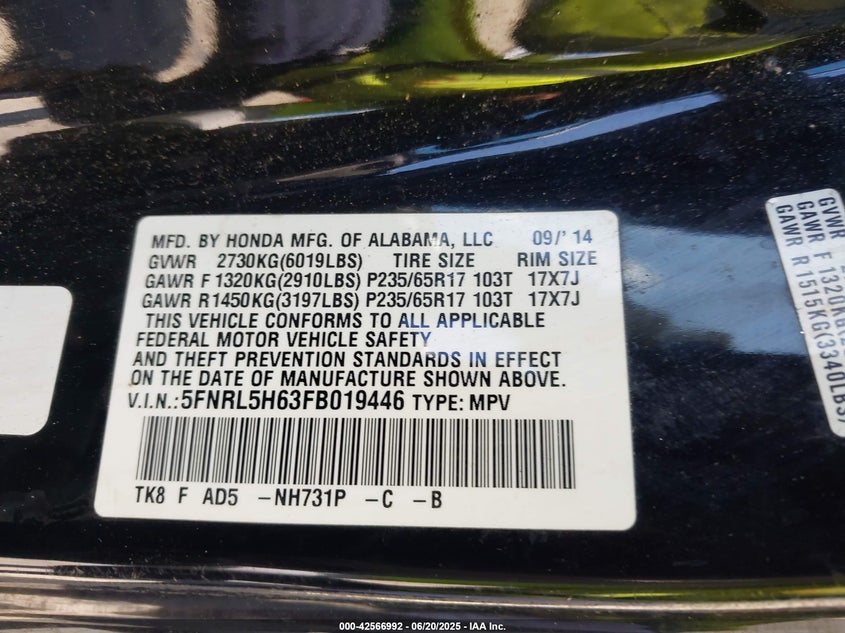 MFD. BY HONDA MFG. OF ALABAMA, LLC 09/' 14
GVWR 2730KG(6019LBS) TIRE SIZE RIM SIZE
GAWR F 1320KG(2910LBS) P235/65R17 103T 17X7J
GAWR R1450KG(3197LBS) P235/65R17 103T 17X7J
THIS VEHICLE CONFORMS TO ALL APPLICABLE
FEDERAL MOTOR VEHICLE SAFETY
AND THEFT PREVENTION STANDARDS IN EFFECT
ON THE DATE OF MANUFACTURE SHOWN ABOVE.
V.I.N.:5FNRL5H63FB019446 TYPE: MPV
TK8 F AD5 -NH731P -C -B
GVWR
GAWR F 1320KG
GAWR R1515KG(3340LBS)
000-42566992 / 06/20/2025 - IAA Inc.